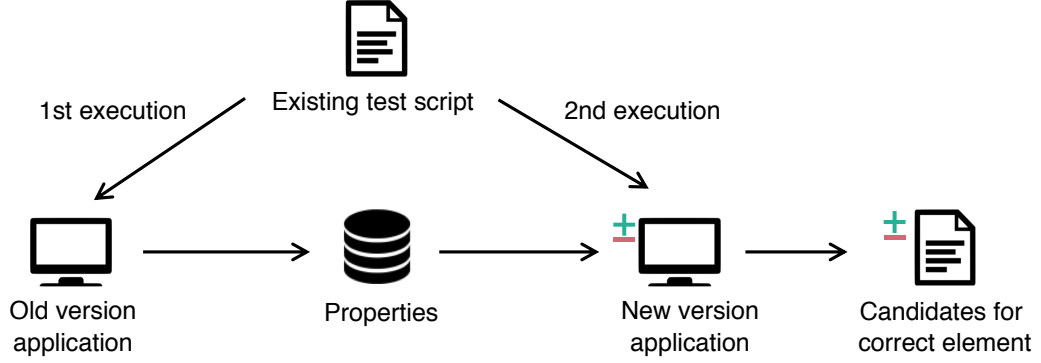 Existing test script
1st execution
2nd execution
Old version
application
Properties
New version
application
Candidates for
correct element